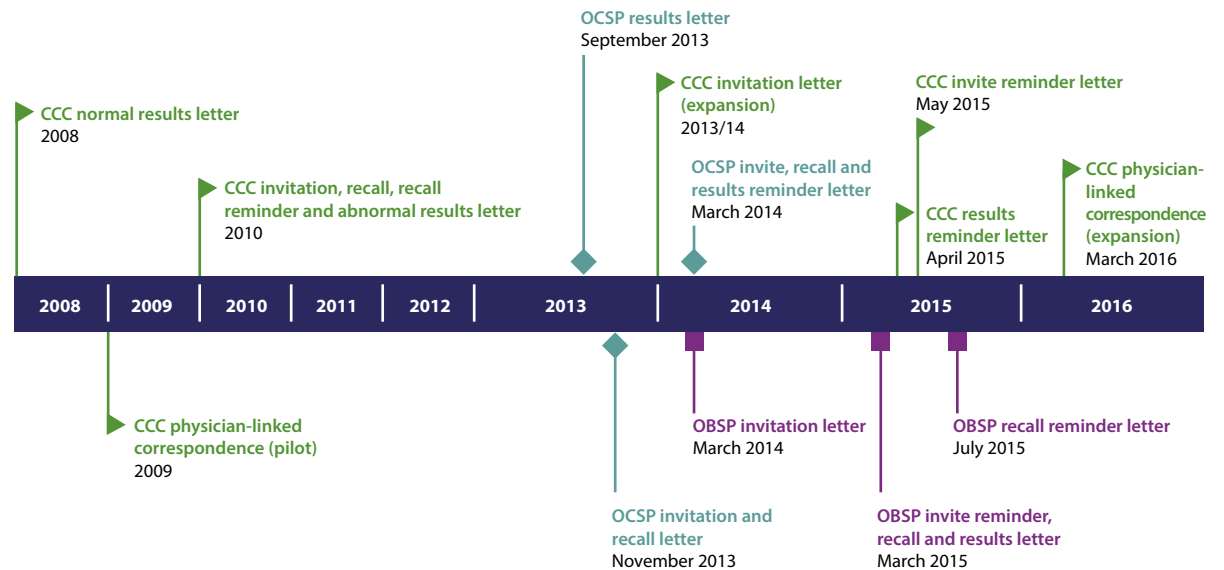 OCSP results letter
September 2013
CCC normal results letter
2008
CCC invitation letter
(expansion)
2013/14
CCC invite reminder letter
May 2015
CCC invitation, recall, recall
reminder and abnormal results letter
2010
OCSP invite, recall and
results reminder letter
March 2014
CCC results
reminder letter
April 2015
CCC physician-
linked
correspondence
(expansion)
March 2016
2008 2009 2010 2011 2012 2013 2014 2015 2016
CCC physician-linked
correspondence (pilot)
2009
OBSP invitation letter
March 2014
OBSP recall reminder letter
July 2015
OCSP invitation and
recall letter
November 2013
OBSP invite reminder,
recall and results letter
March 2015